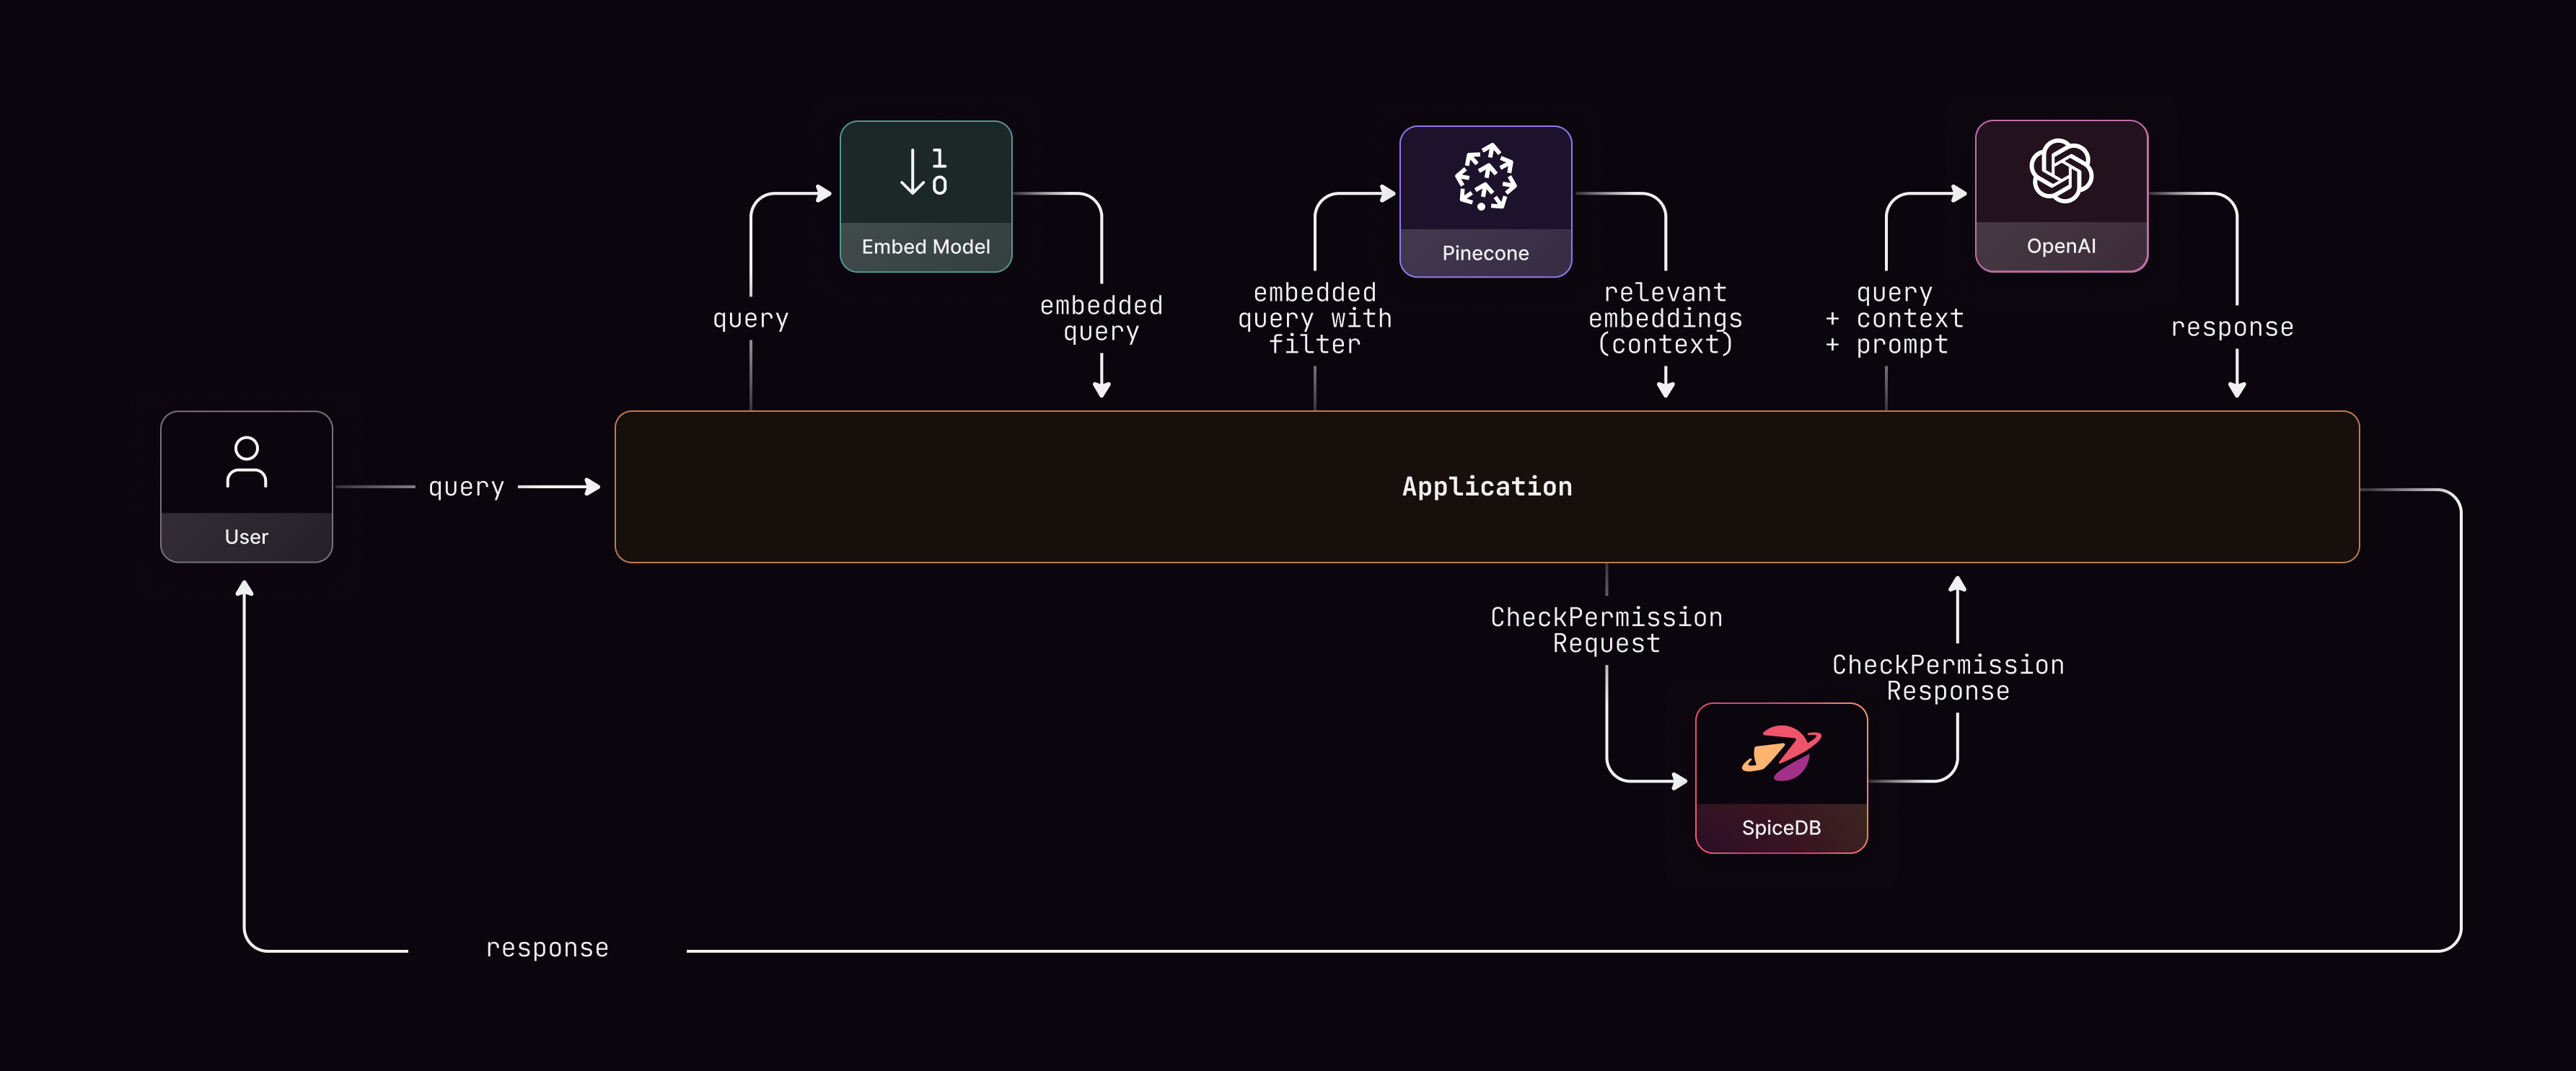 1
0
Embed Model
Pinecone
OpenAI
query
embedded
query
embedded
query with
filter
relevant
embeddings
(context)
query
+ context
+ prompt
response
User
query
Application
CheckPermission
Request
CheckPermission
Response
SpiceDB
response